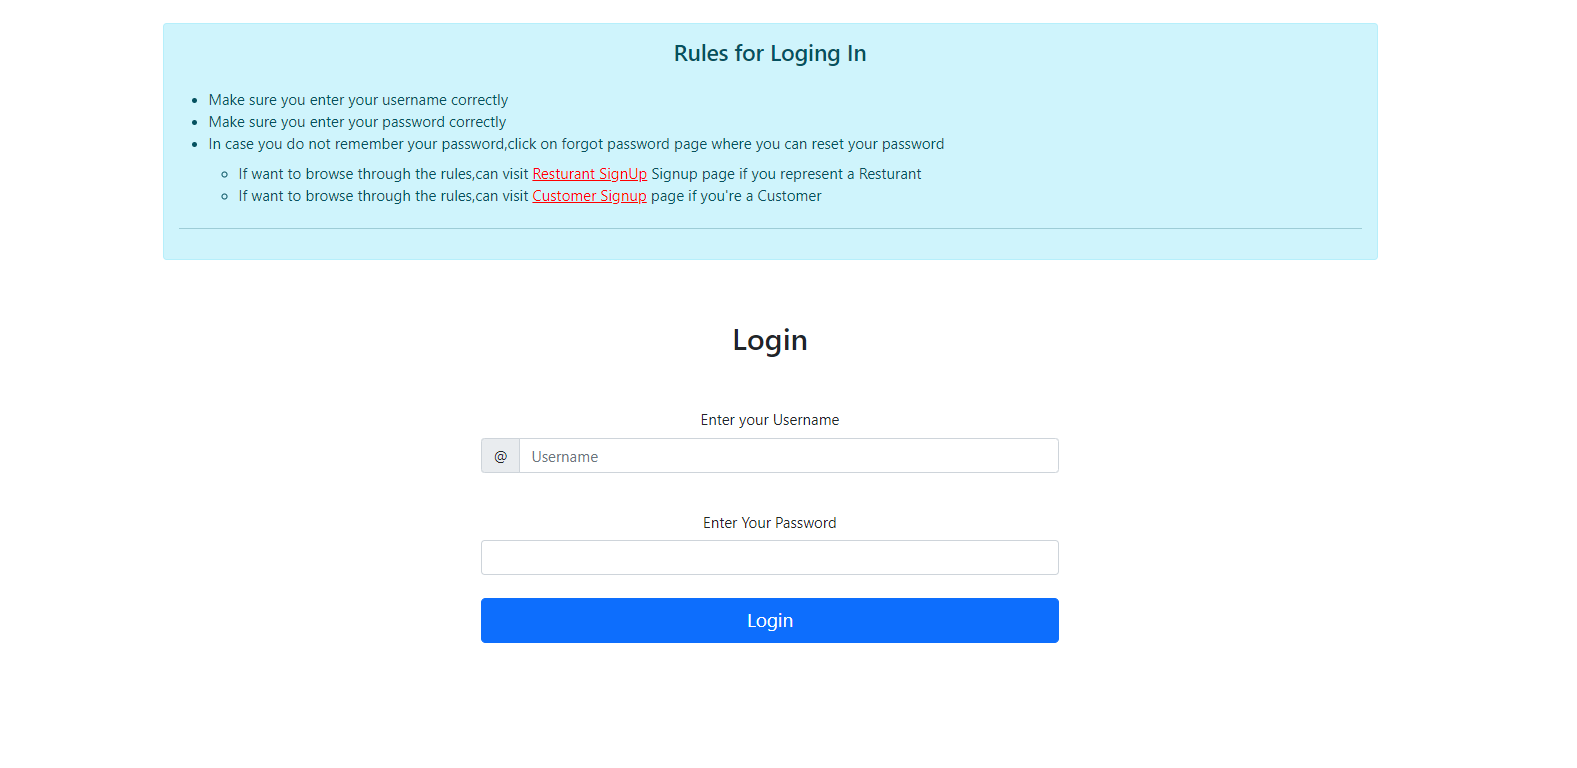 Rules for Loging In
Make sure you enter your username correctly
Make sure you enter your password correctly
In case you do not remember your password,click on forgot password page where you can reset your password
If want to browse through the rules,can visit Resturant SignUp Signup page if you represent a Resturant
If want to browse through the rules,can visit Customer Signup page if you're a Customer
Login
Enter your Username
@ Username
Enter Your Password
Login